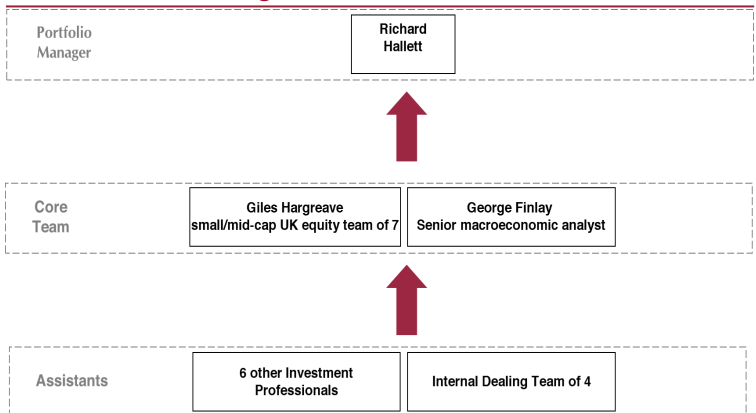 Portfolio
Manager
Richard
Hallett
Core
Team
Giles Hargreave
small/mid-cap UK equity team of 7
George Finlay
Senior macroeconomic analyst
Assistants
6 other Investment
Professionals
Internal Dealing Team of 4